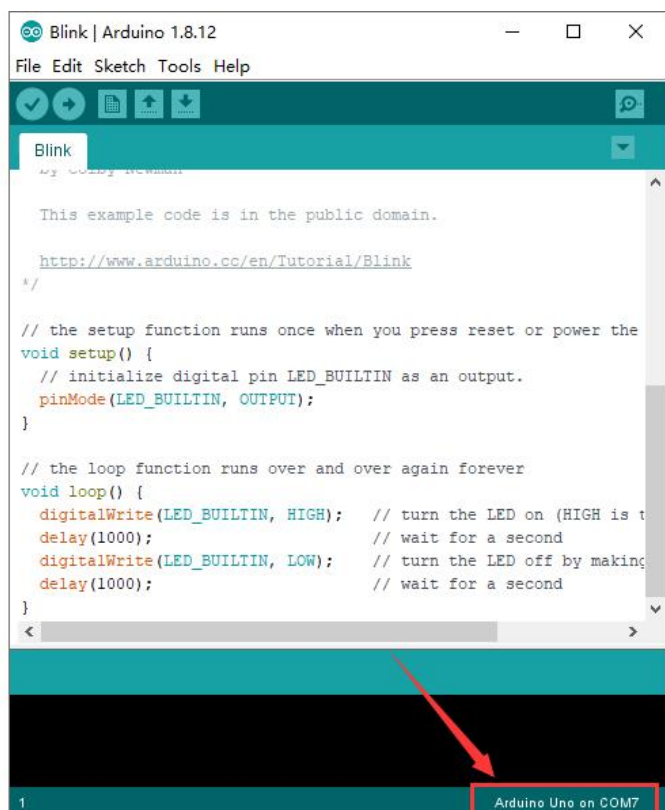 Blink | Arduino 1.8.12
File Edit Sketch Tools Help
Blink
by Colby Newman
This example code is in the public domain.
http://www.arduino.cc/en/Tutorial/Blink
*/
// the setup function runs once when you press reset or power the
void setup() {
// initialize digital pin LED_BUILTIN as an output.
pinMode(LED_BUILTIN, OUTPUT);
}
// the loop function runs over and over again forever
void loop() {
digitalWrite(LED_BUILTIN, HIGH);   // turn the LED on (HIGH is t
delay(1000);                       // wait for a second
digitalWrite(LED_BUILTIN, LOW);    // turn the LED off by making
delay(1000);                       // wait for a second
}
1 Arduino Uno on COM7